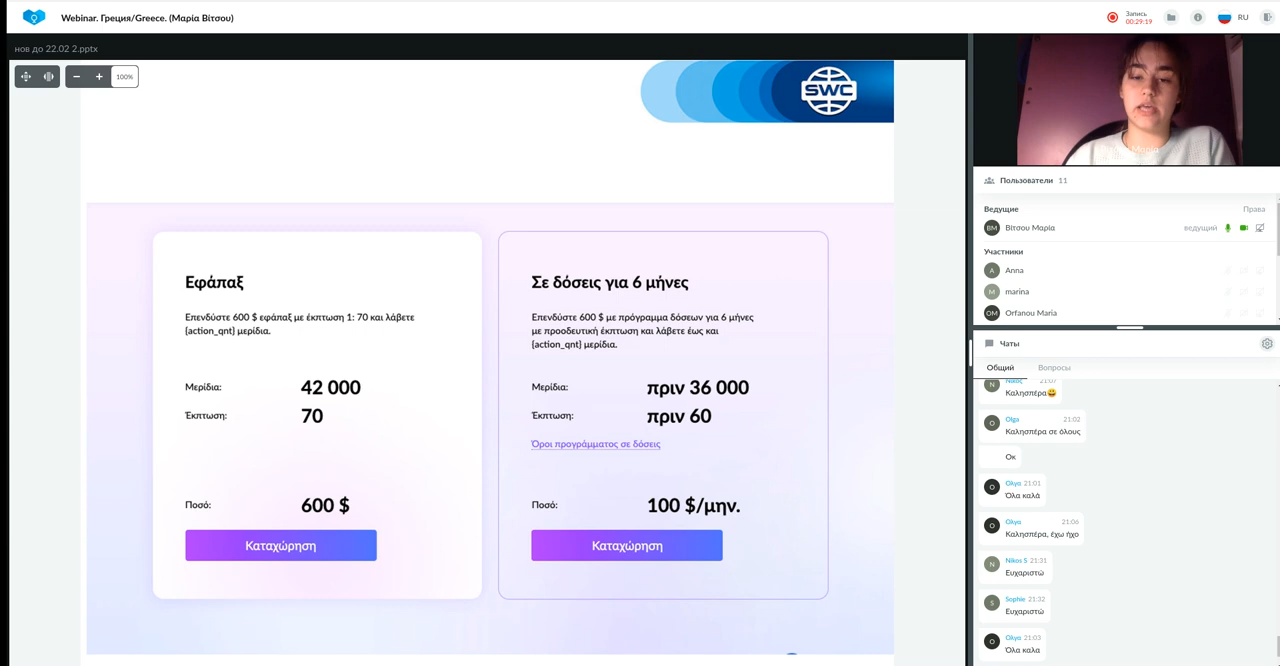 Webinar. Греция/Greece. (Μαρία Βίτσου)
Запись
00:29:19
RU
нов до 22.02 2.pptx
100%
SWC
Εφάπαξ
Επενδύστε 600 $ εφάπαξ με έκπτωση 1: 70 και λάβετε
{action_qnt} μερίδια.
Μερίδια: 42 000
Έκπτωση: 70
Ποσό: 600 $
Καταχώρηση
Σε δόσεις για 6 μήνες
Επενδύστε 600 $ με πρόγραμμα δόσεων για 6 μήνες
με προοδευτική έκπτωση και λάβετε έως και
{action_qnt} μερίδια.
Μερίδια: πριν 36 000
Έκπτωση: πριν 60
Όροι προγράμματος σε δόσεις
Ποσό: 100 $/μην.
Καταχώρηση
Пользователи 11
Ведущие Права
ΒΜ Βίτσου Μαρία ведущий
Участники
A Anna
M marina
OM Orfanou Maria
Чаты
Общий Вопросы
N Nikos 21:07
Καλησπέρα😃
O Olga 21:02
Καλησπέρα σε όλους
Οκ
O Olya 21:01
Όλα καλά
O Olya 21:06
Καλησπέρα, έχω ήχο
N Nikos S 21:31
Ευχαριστώ
S Sophie 21:32
Ευχαριστώ
O Olya 21:03
Όλα καλα